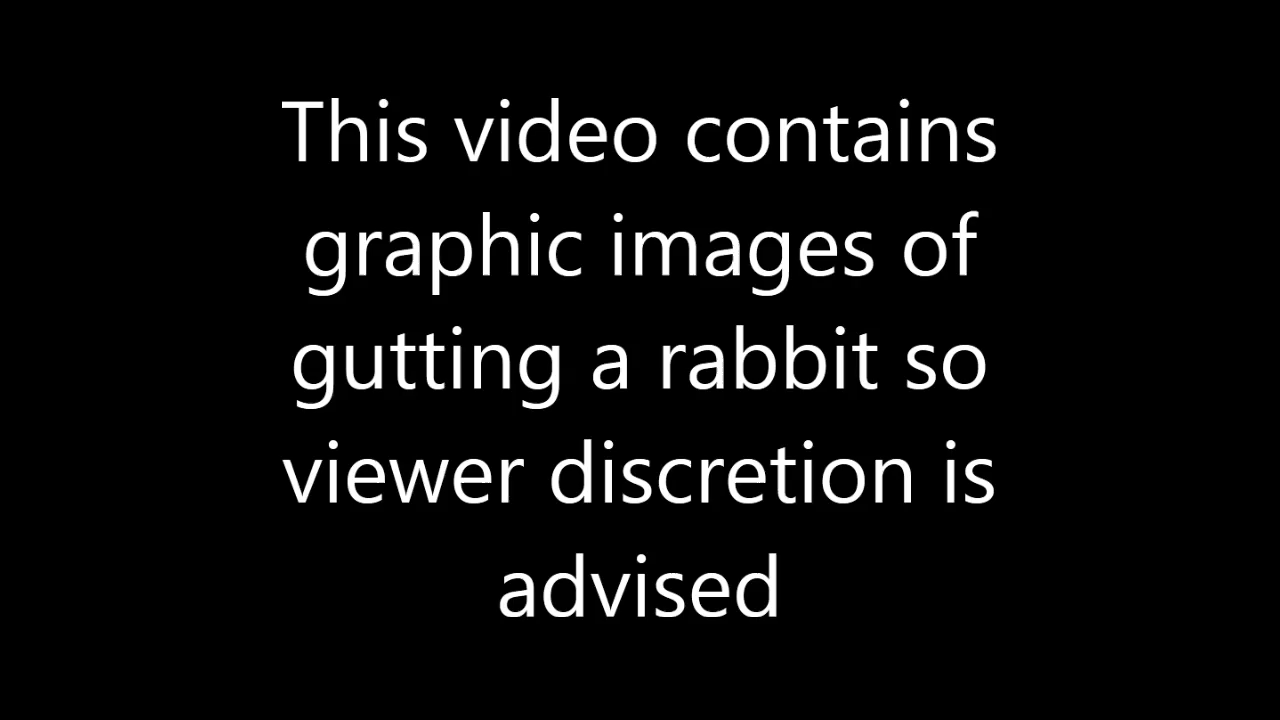 This video contains
graphic images of
gutting a rabbit so
viewer discretion is
advised